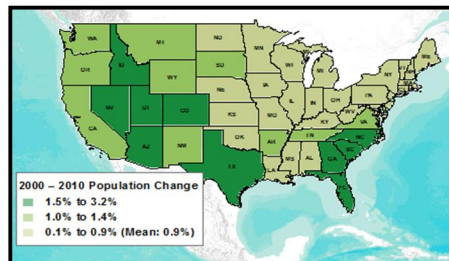 WA
MT
ND
MN
ME
ID
WI
OR
SD
MI
NY
WY
IA
PA
NE
NV
UT
CO
IL
IN
OH
WV
VA
CA
KS
MO
KY
NC
TN
AZ
NM
OK
AR
SC
MS
AL
GA
TX
LA
FL
2000 – 2010 Population Change
1.5% to 3.2%
1.0% to 1.4%
0.1% to 0.9% (Mean: 0.9%)